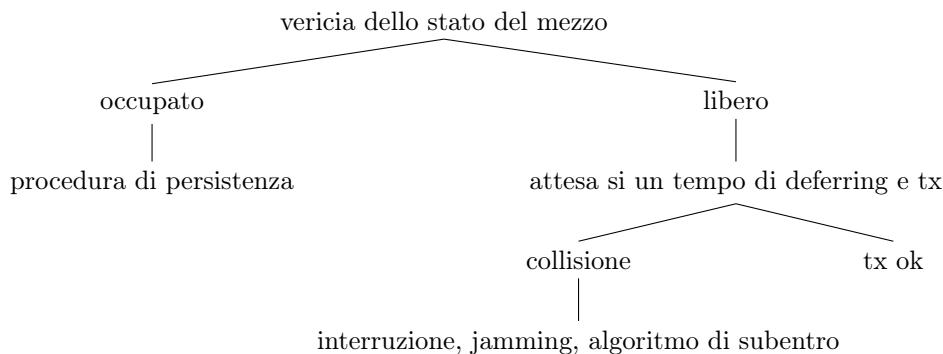 vericia dello stato del mezzo
occupato libero
procedura di persistenza attesa si un tempo di deferring e tx
collisione tx ok
interruzione, jamming, algoritmo di subentro